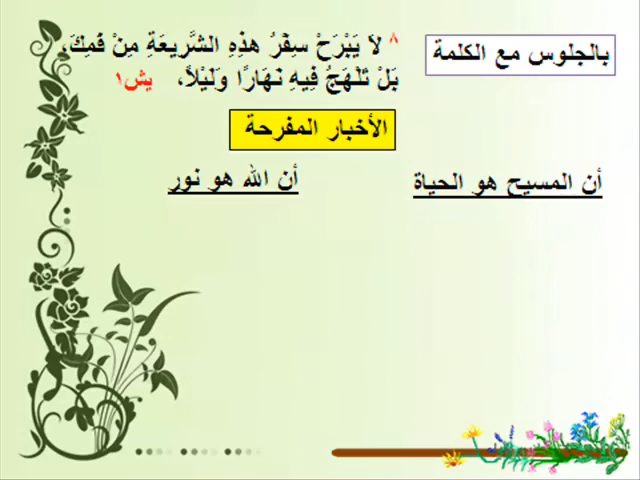 بالجلوس مع الكلمة
٨ لاَ يَبْرَحْ سِفْرُ هذِهِ الشَّرِيعَةِ مِنْ فَمِكَ،
بَلْ تَلْهَجُ فِيهِ نَهَارًا وَلَيْلاً، يش١
الأخبار المفرحة
أن المسيح هو الحياة
أن الله هو نور